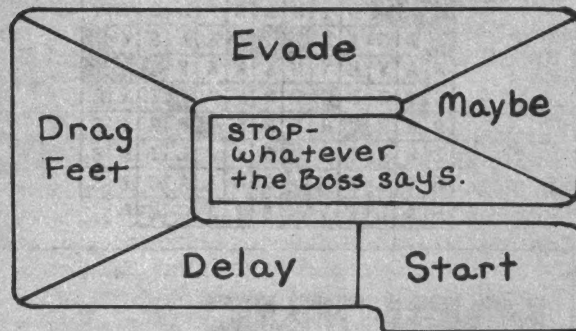 Evade
Maybe
Drag
Feet
STOP-
whatever
the Boss says.
Delay
Start